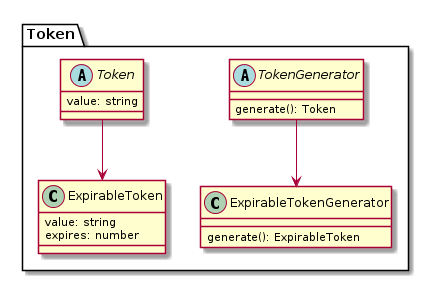 Token
A Token
value: string
A TokenGenerator
generate(): Token
C ExpirableToken
value: string
expires: number
C ExpirableTokenGenerator
generate(): ExpirableToken